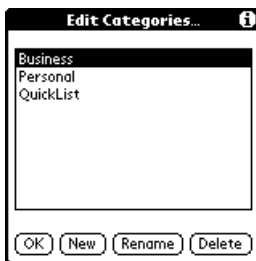 Edit Categories...
Business
Personal
QuickList
OK New Rename Delete